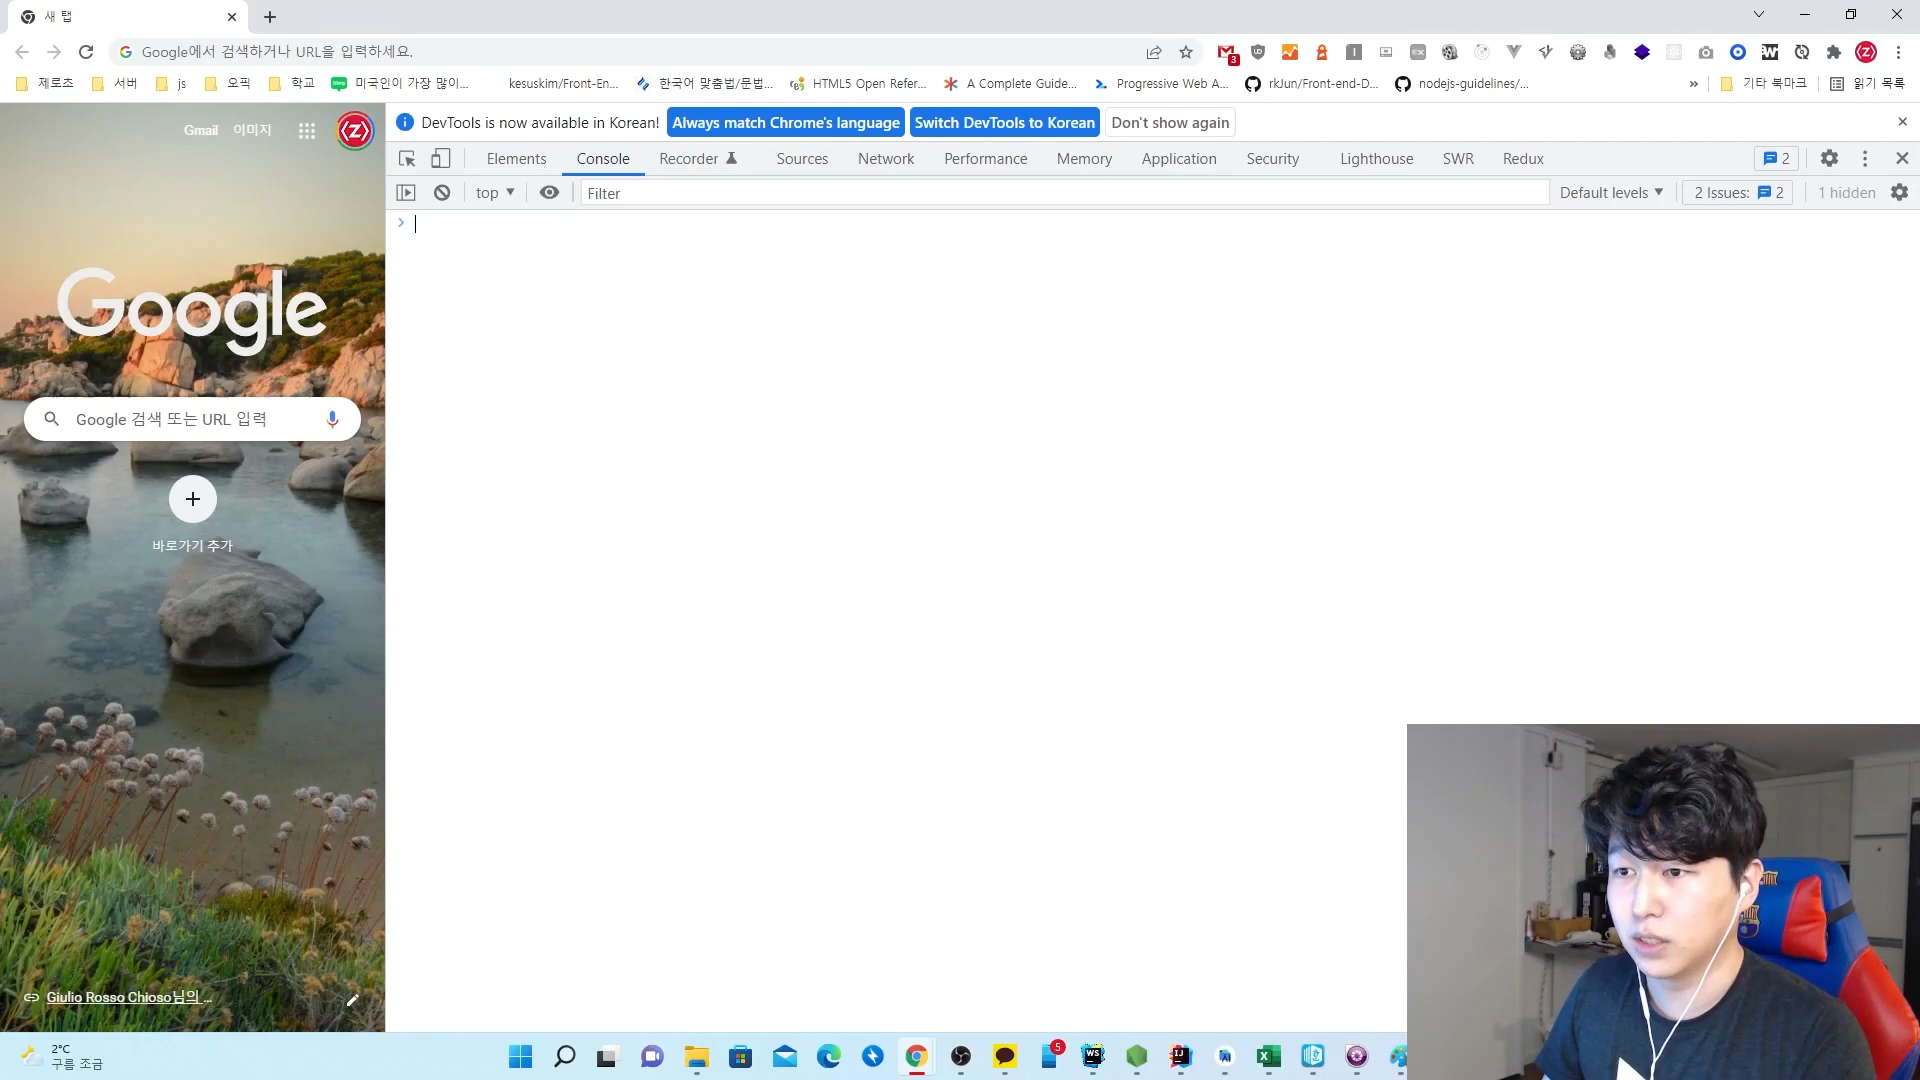 새 탭
Google에서 검색하거나 URL을 입력하세요.
3
제로초
서버
js
오픽
학교
미국인이 가장 많이...
kesuskim/Front-En...
한국어 맞춤법/문법...
HTML5 Open Refer...
A Complete Guide...
Progressive Web A...
rkJun/Front-end-D...
nodejs-guidelines/...
»
기타 북마크
읽기 목록
Gmail
이미지
DevTools is now available in Korean!
Always match Chrome's language
Switch DevTools to Korean
Don't show again
Elements
Console
Recorder
Sources
Network
Performance
Memory
Application
Security
Lighthouse
SWR
Redux
2
top
Filter
Default levels
2 Issues:
2
1 hidden
Google
Google 검색 또는 URL 입력
바로가기 추가
Giulio Rosso Chioso님의 ...
2°C
구름 조금
5
WS
IJ